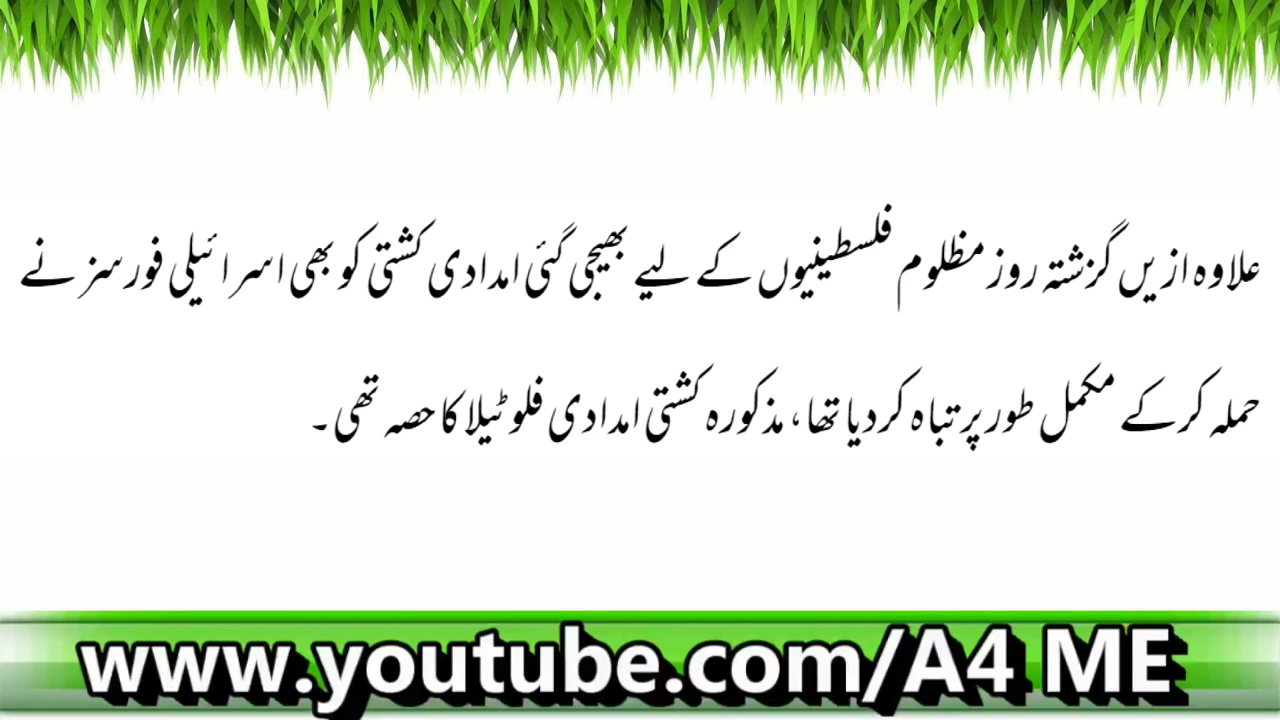 علاوہ ازیں گزشتہ روز مظلوم فلسطینیوں کے لیے بھیجی گئی امدادی کشتی کو بھی اسرائیلی فورسز نے
حملہ کر کے مکمل طور پر تباہ کر دیا تھا، مذکورہ کشتی امدادی فلوٹیلا کا حصہ تھی۔
www.youtube.com/A4 ME